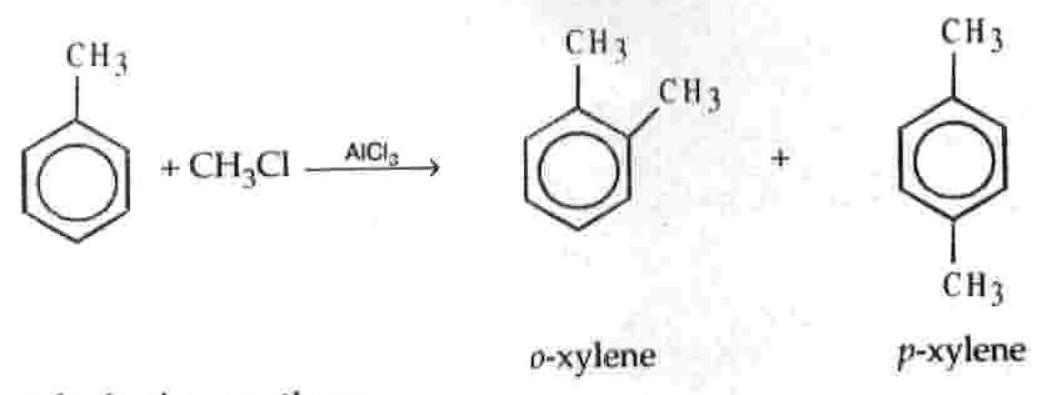 CH₃ CH₃ CH₃
CH₃
+ CH₃Cl AlCl₃ +
CH₃
o-xylene p-xylene